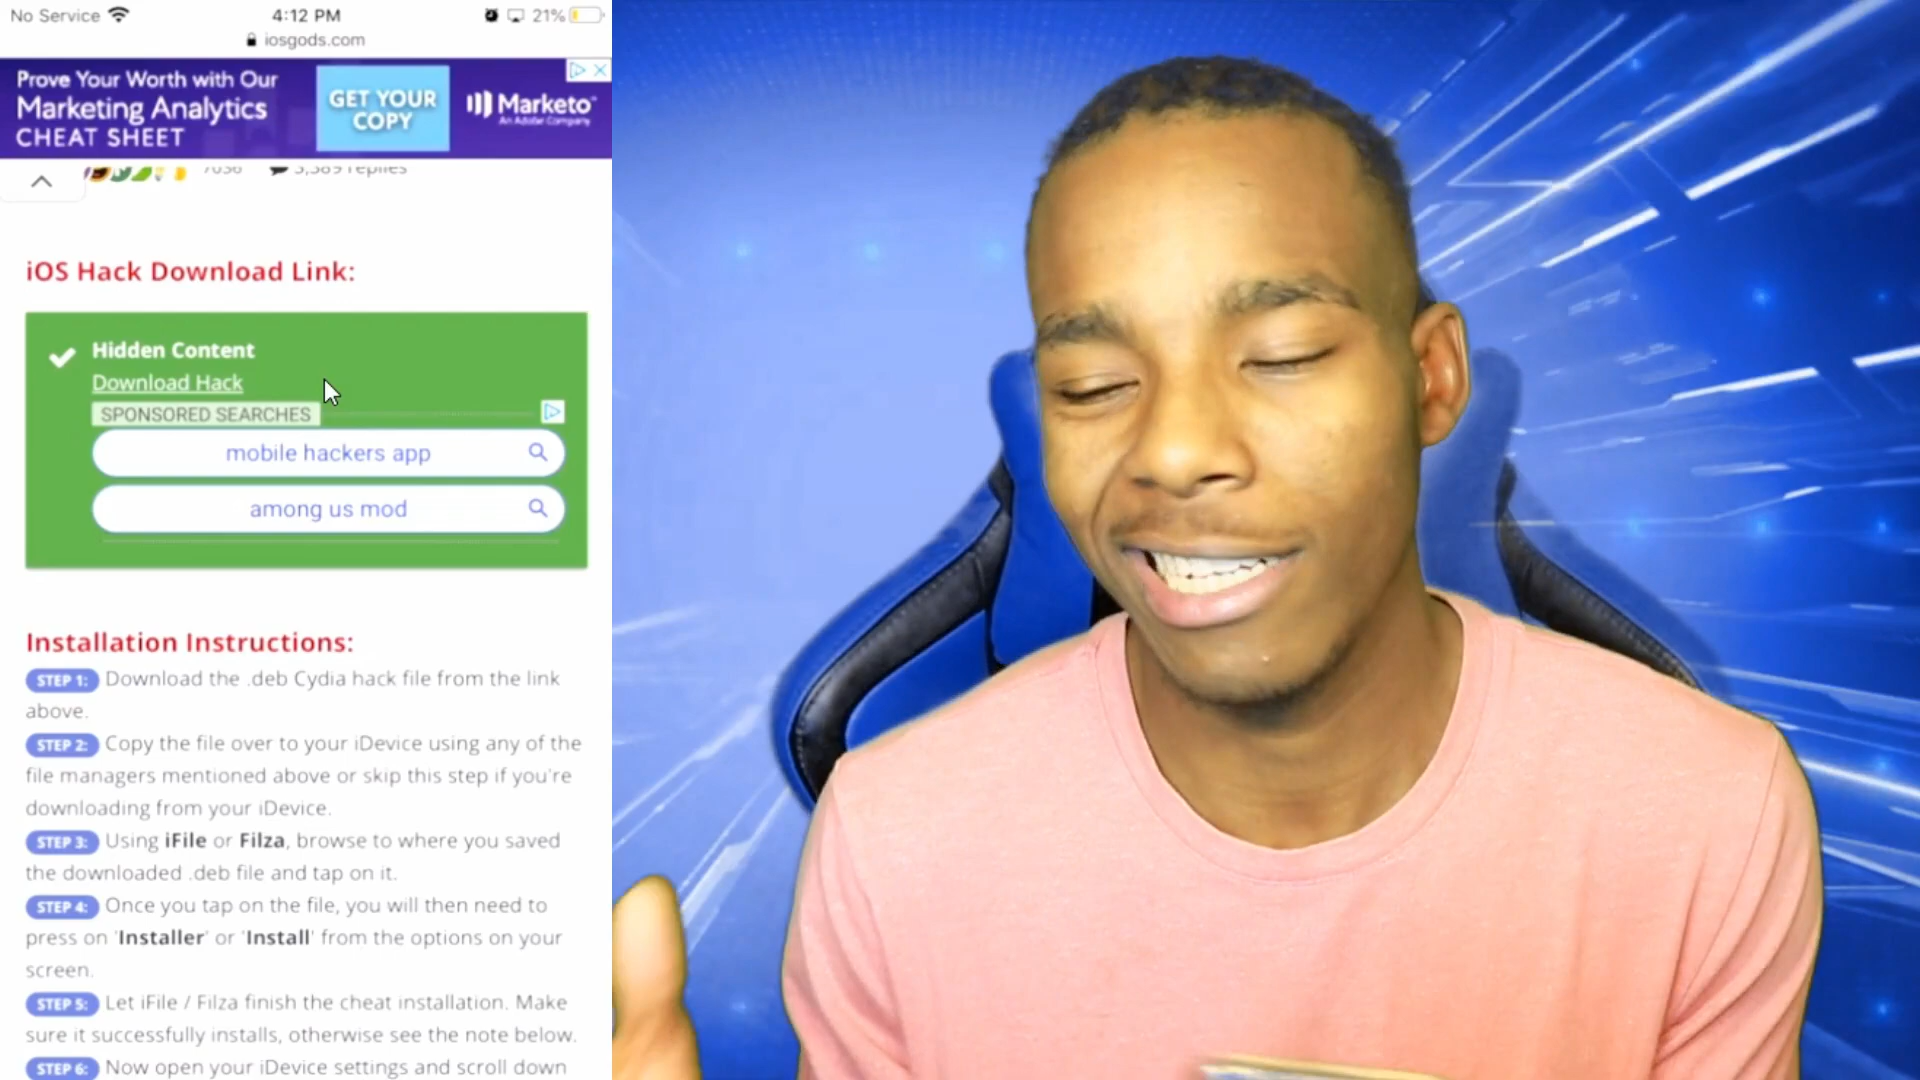 No Service
4:12 PM
21%
iosgods.com
Prove Your Worth with Our
Marketing Analytics
CHEAT SHEET
GET YOUR
COPY
Marketo
An Adobe Company
7036
3,389 replies
iOS Hack Download Link:
Hidden Content
Download Hack
SPONSORED SEARCHES
mobile hackers app
among us mod
Installation Instructions:
STEP 1: Download the .deb Cydia hack file from the link
above.
STEP 2: Copy the file over to your iDevice using any of the
file managers mentioned above or skip this step if you're
downloading from your iDevice.
STEP 3: Using iFile or Filza, browse to where you saved
the downloaded .deb file and tap on it.
STEP 4: Once you tap on the file, you will then need to
press on 'Installer' or 'Install' from the options on your
screen.
STEP 5: Let iFile / Filza finish the cheat installation. Make
sure it successfully installs, otherwise see the note below.
STEP 6: Now open your iDevice settings and scroll down